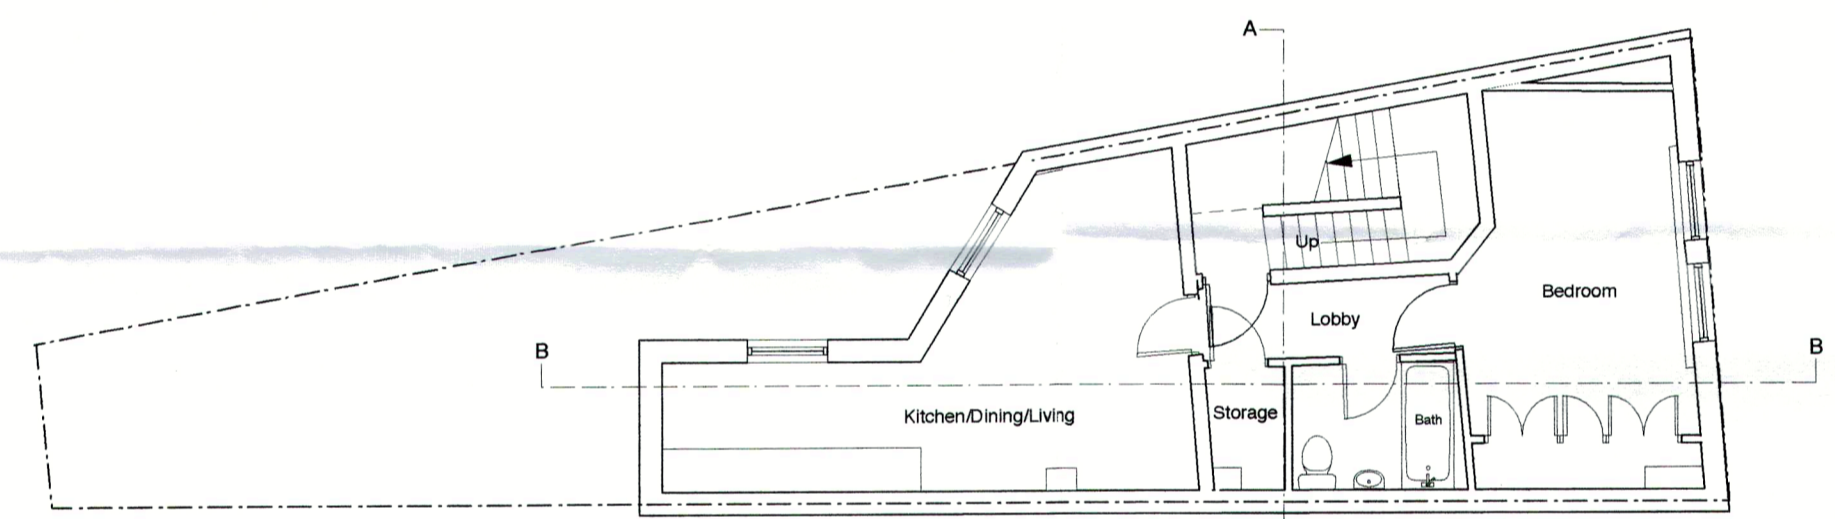 A
Up
Bedroom
Lobby
B
B
Kitchen/Dining/Living
Storage
Bath